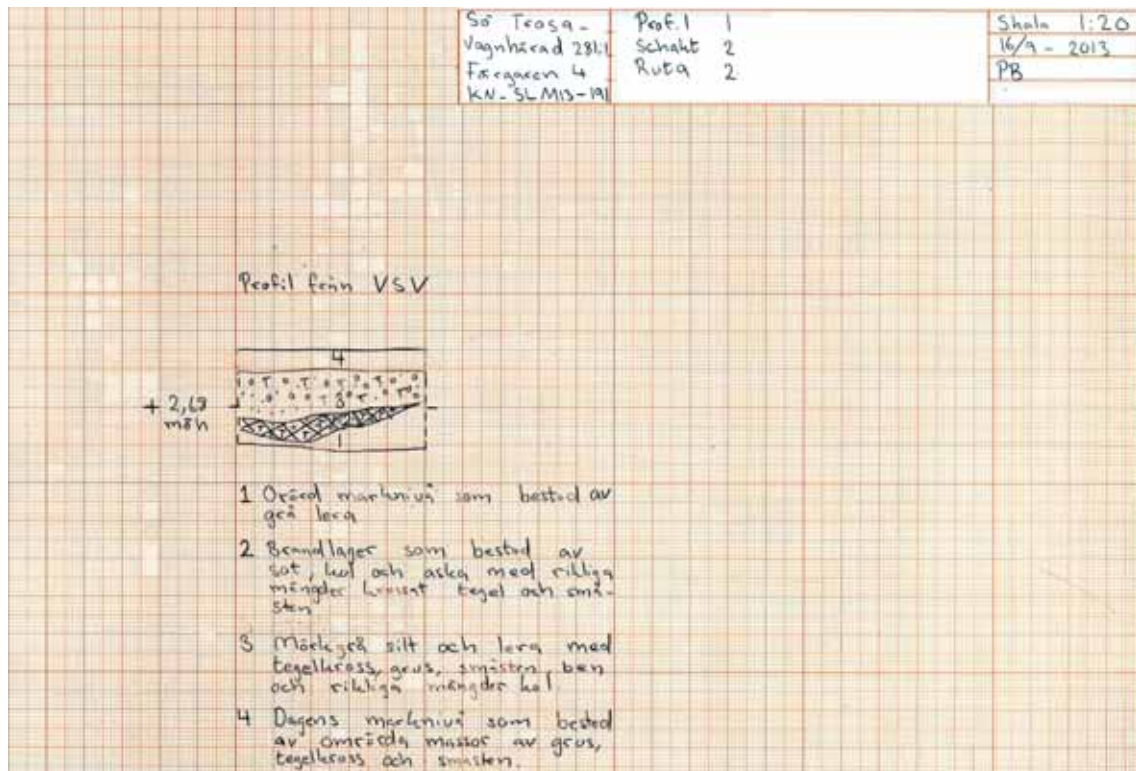 Sö Trosa-
Vagnhärad 281:1
Färgaren 4
KN-SLM13-191
Prof.l 1
Schakt 2
Ruta 2
Skala 1:20
16/9 - 2013
PB
Profil från VSV
4
3
+ 2,69
möh
1
1 Orörd marknivå som bestod av
grå lera
2 Brandlager som bestod av
sot, kol och aska med rikliga
mängder krossat tegel och små-
sten
3 Mörkgrå silt och lera med
tegelkross, grus, småsten, ben
och rikliga mängder kol.
4 Dagens marknivå som bestod
av omrörda massor av grus,
tegelkross och småsten.